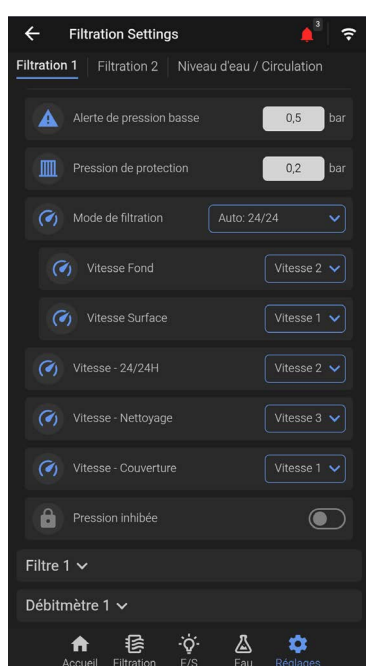 Filtration Settings 3
Filtration 1 Filtration 2 Niveau d'eau / Circulation
Alerte de pression basse 0,5 bar
Pression de protection 0,2 bar
Mode de filtration Auto: 24/24
Vitesse Fond Vitesse 2
Vitesse Surface Vitesse 1
Vitesse - 24/24H Vitesse 2
Vitesse - Nettoyage Vitesse 3
Vitesse - Couverture Vitesse 1
Pression inhibée
Filtre 1
Débitmètre 1
Accueil Filtration E/S Eau Réglages